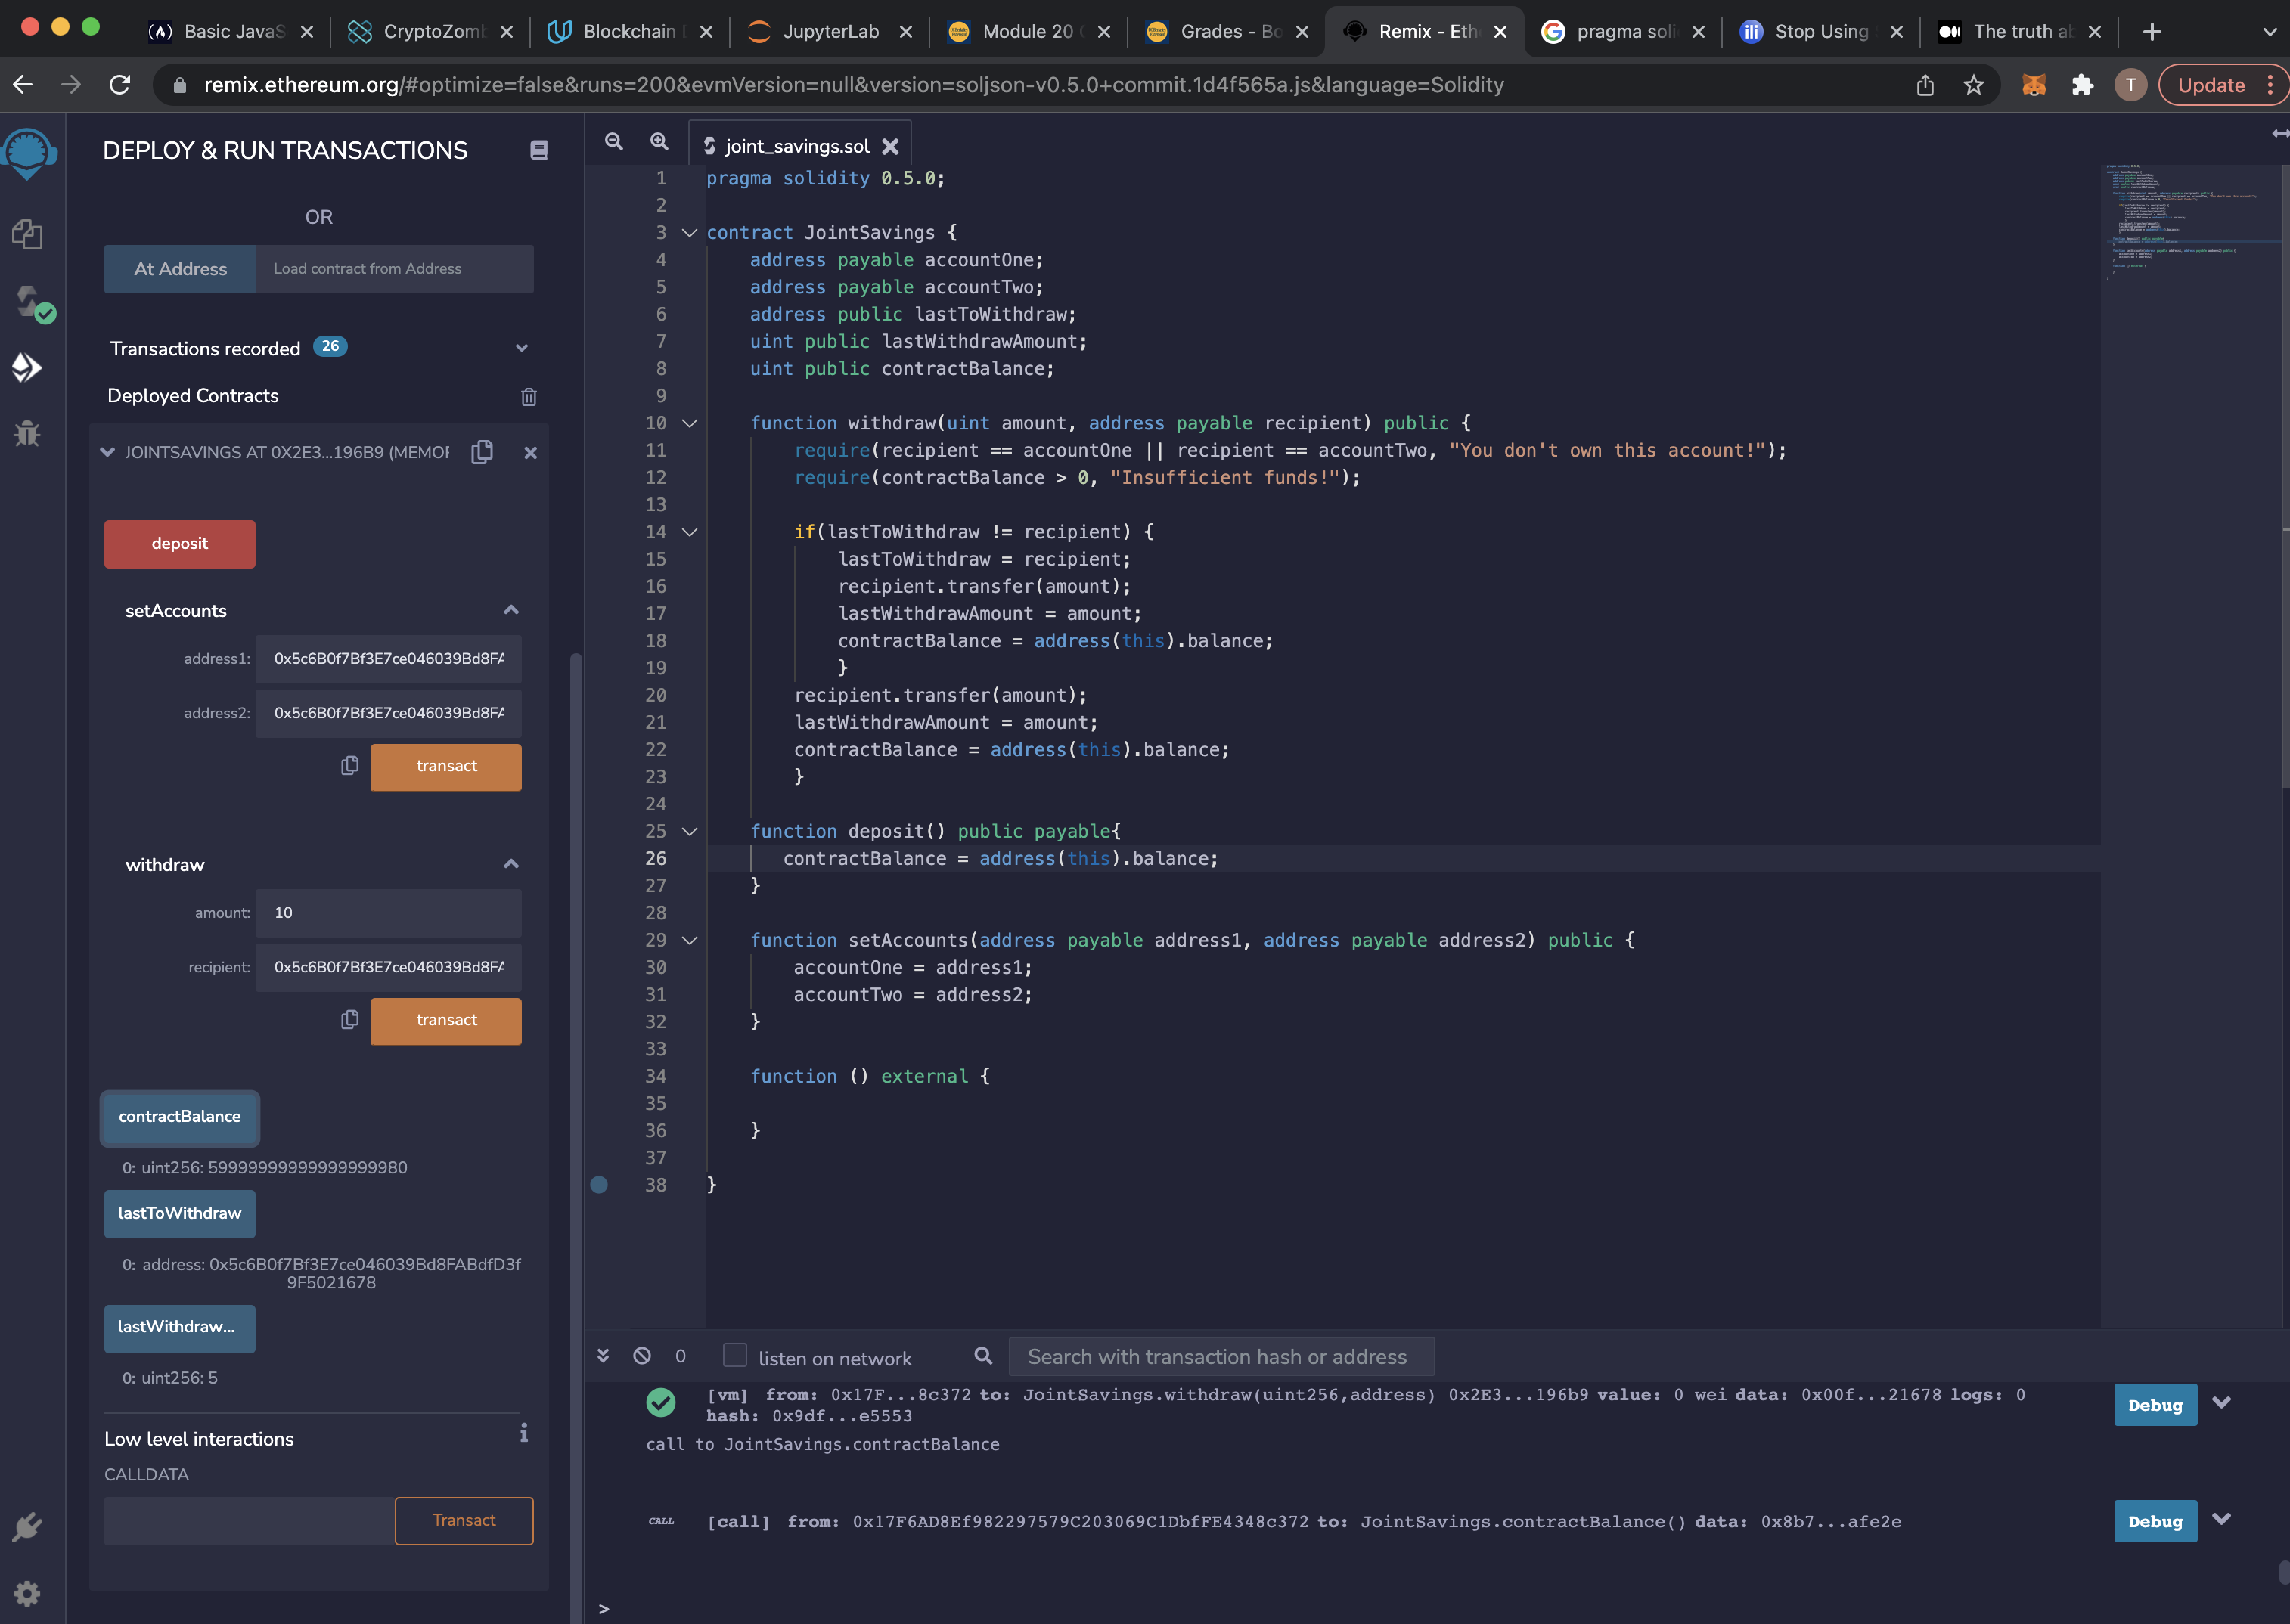 Basic JavaS
CryptoZomb
Blockchain D
JupyterLab
Module 20 C
Grades - Bo
Remix - Eth
pragma soli
Stop Using
The truth ab
remix.ethereum.org/#optimize=false&runs=200&evmVersion=null&version=soljson-v0.5.0+commit.1d4f565a.js&language=Solidity
T
Update
DEPLOY & RUN TRANSACTIONS
OR
At Address
Load contract from Address
Transactions recorded 26
Deployed Contracts
JOINTSAVINGS AT 0X2E3...196B9 (MEMOR
deposit
setAccounts
address1: 0x5c6B0f7Bf3E7ce046039Bd8FA
address2: 0x5c6B0f7Bf3E7ce046039Bd8FA
transact
withdraw
amount: 10
recipient: 0x5c6B0f7Bf3E7ce046039Bd8FA
transact
contractBalance
0: uint256: 59999999999999999980
lastToWithdraw
0: address: 0x5c6B0f7Bf3E7ce046039Bd8FABdfD3f
9F5021678
lastWithdraw...
0: uint256: 5
Low level interactions
i
CALLDATA
Transact
joint_savings.sol
1 pragma solidity 0.5.0;
2
3 contract JointSavings {
4 address payable accountOne;
5 address payable accountTwo;
6 address public lastToWithdraw;
7 uint public lastWithdrawAmount;
8 uint public contractBalance;
9
10 function withdraw(uint amount, address payable recipient) public {
11 require(recipient == accountOne || recipient == accountTwo, "You don't own this account!");
12 require(contractBalance > 0, "Insufficient funds!");
13
14 if(lastToWithdraw != recipient) {
15 lastToWithdraw = recipient;
16 recipient.transfer(amount);
17 lastWithdrawAmount = amount;
18 contractBalance = address(this).balance;
19 }
20 recipient.transfer(amount);
21 lastWithdrawAmount = amount;
22 contractBalance = address(this).balance;
23 }
24
25 function deposit() public payable{
26 contractBalance = address(this).balance;
27 }
28
29 function setAccounts(address payable address1, address payable address2) public {
30 accountOne = address1;
31 accountTwo = address2;
32 }
33
34 function () external {
35
36 }
37
38 }
0
listen on network
Search with transaction hash or address
[vm] from: 0x17F...8c372 to: JointSavings.withdraw(uint256,address) 0x2E3...196b9 value: 0 wei data: 0x00f...21678 logs: 0
hash: 0x9df...e5553
Debug
call to JointSavings.contractBalance
CALL [call] from: 0x17F6AD8Ef982297579C203069C1DbfFE4348c372 to: JointSavings.contractBalance() data: 0x8b7...afe2e
Debug
>